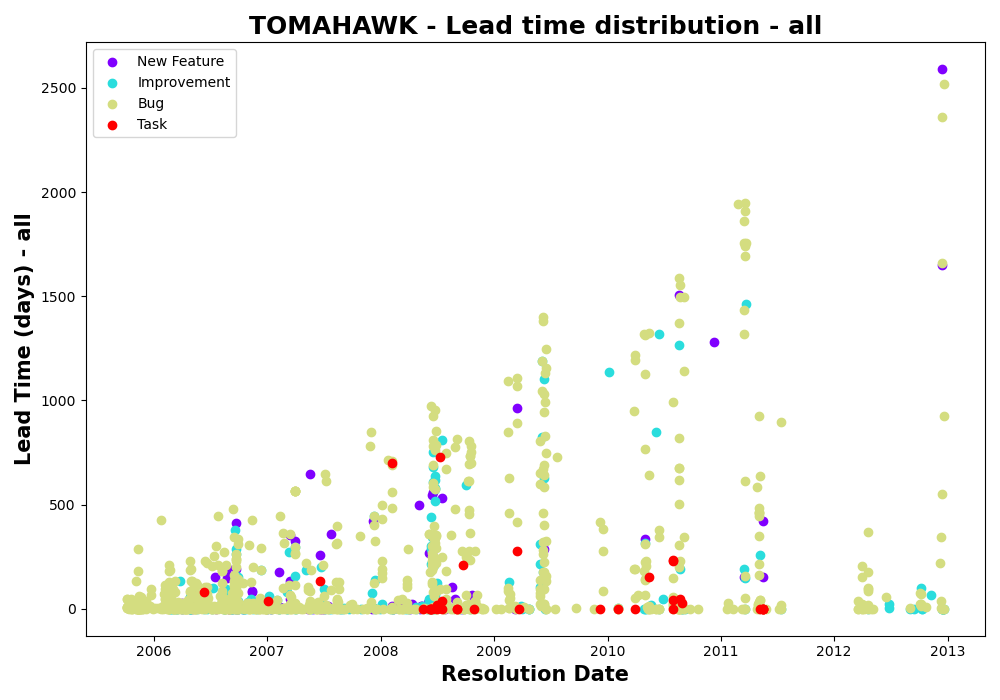 TOMAHAWK - Lead time distribution - all
New Feature
Improvement
Bug
Task
Lead Time (days) - all
2500
2000
1500
1000
500
0
2006 2007 2008 2009 2010 2011 2012 2013
Resolution Date